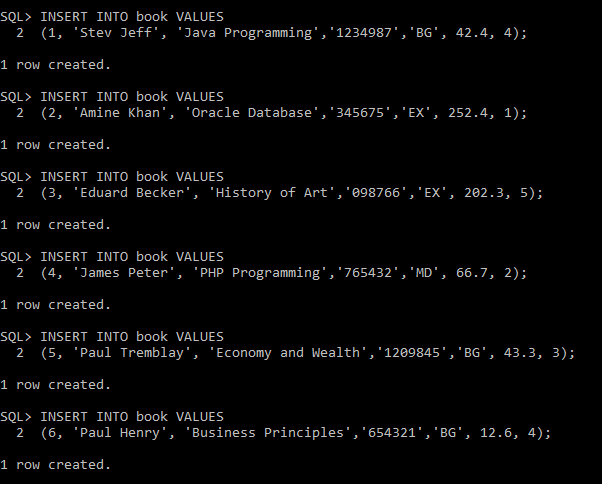 SQL> INSERT INTO book VALUES
  2  (1, 'Stev Jeff', 'Java Programming','1234987','BG', 42.4, 4);
1 row created.
SQL> INSERT INTO book VALUES
  2  (2, 'Amine Khan', 'Oracle Database','345675','EX', 252.4, 1);
1 row created.
SQL> INSERT INTO book VALUES
  2  (3, 'Eduard Becker', 'History of Art','098766','EX', 202.3, 5);
1 row created.
SQL> INSERT INTO book VALUES
  2  (4, 'James Peter', 'PHP Programming','765432','MD', 66.7, 2);
1 row created.
SQL> INSERT INTO book VALUES
  2  (5, 'Paul Tremblay', 'Economy and Wealth','1209845','BG', 43.3, 3);
1 row created.
SQL> INSERT INTO book VALUES
  2  (6, 'Paul Henry', 'Business Principles','654321','BG', 12.6, 4);
1 row created.